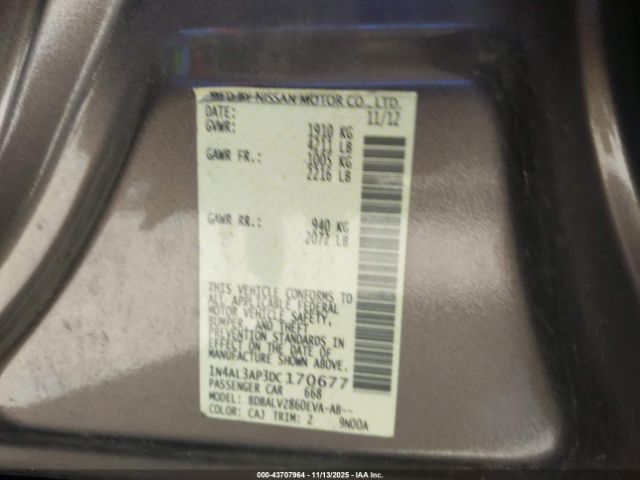 MFD BY NISSAN MOTOR CO., LTD.
DATE: 11/12
GVWR: 1910 KG
4211 LB
GAWR FR.: 1005 KG
2216 LB
GAWR RR.: 940 KG
2072 LB
THIS VEHICLE CONFORMS TO
ALL APPLICABLE FEDERAL
MOTOR VEHICLE SAFETY,
BUMPER, AND THEFT
PREVENTION STANDARDS IN
EFFECT ON THE DATE OF
MANUFACTURE SHOWN ABOVE.
1N4AL3AP3DC170677
PASSENGER CAR 668
MODEL: BDBALVZ860EVA-AB--
COLOR: CAJ TRIM: Z 9N00A
000-43707964 - 11/13/2025 - IAA Inc.